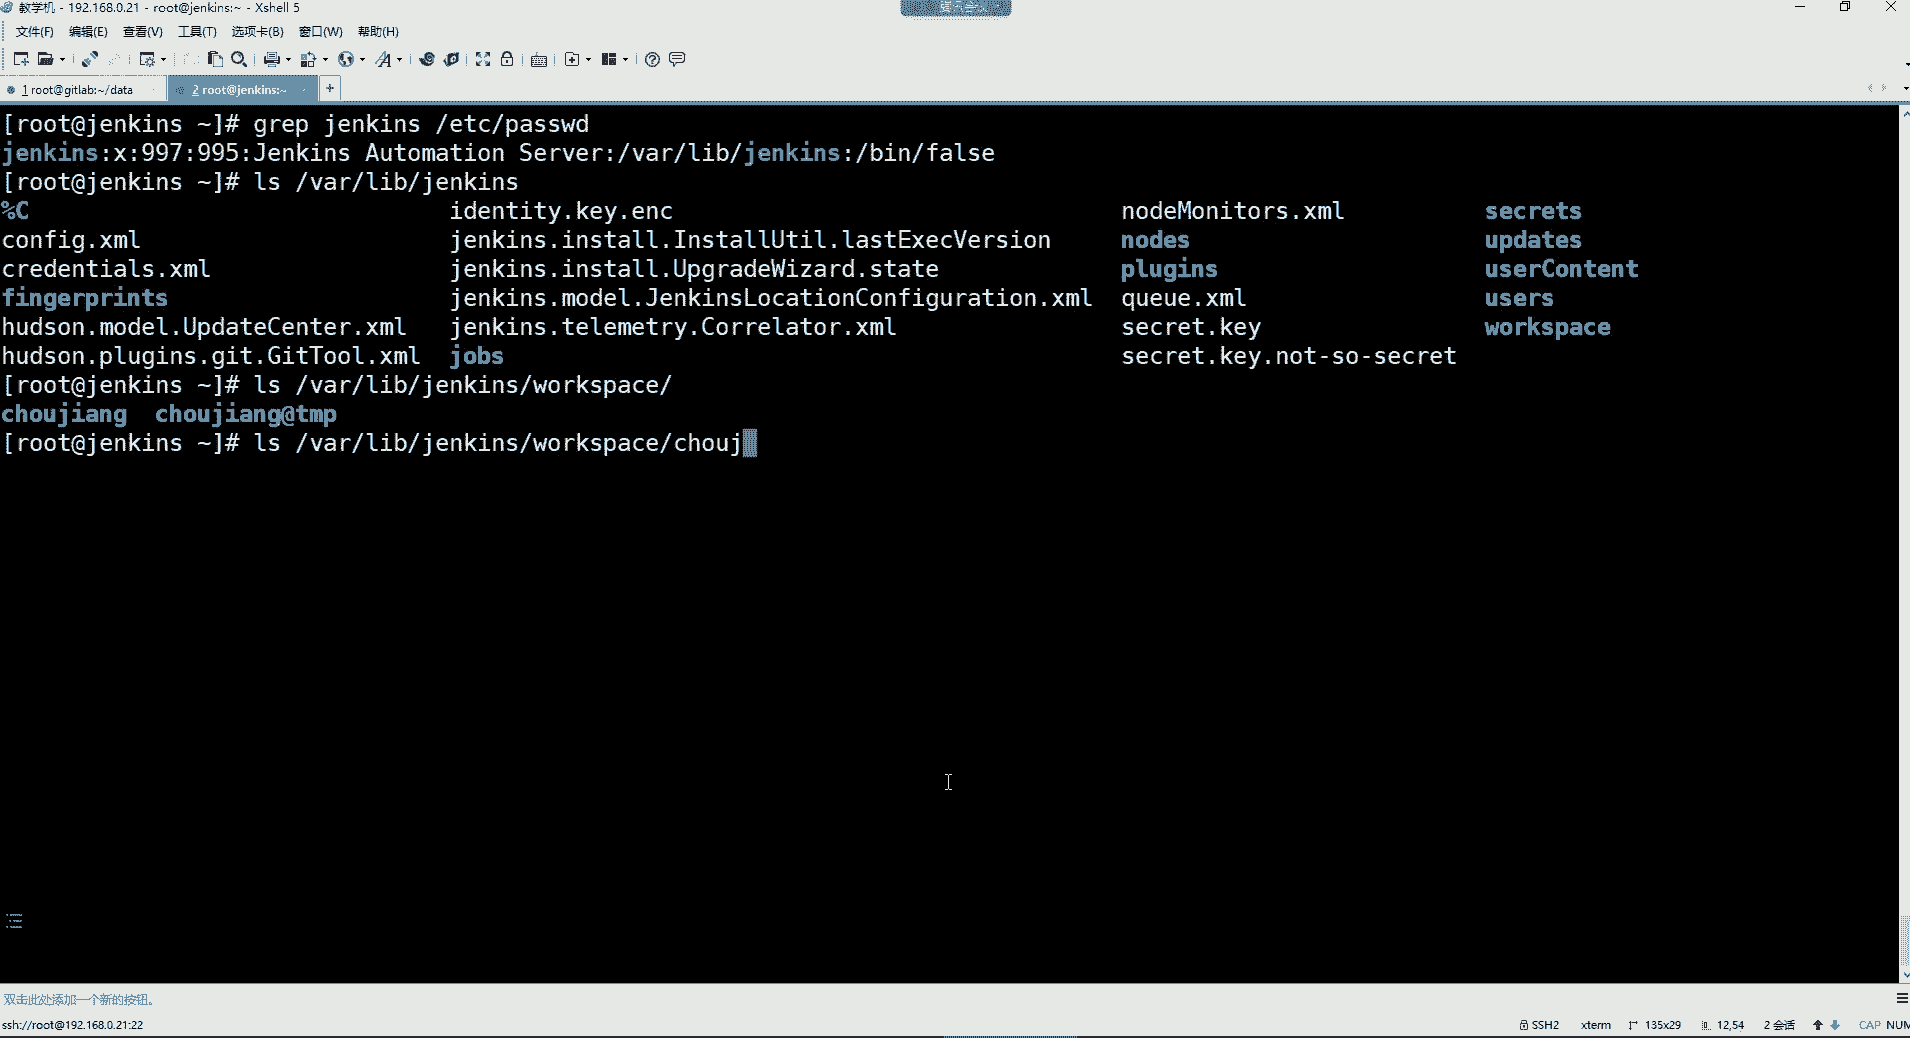 教学机 - 192.168.0.21 - root@jenkins:~ - Xshell 5
文件(F) 编辑(E) 查看(V) 工具(T) 选项卡(B) 窗口(W) 帮助(H)
1 root@gitlab:~/data 2 root@jenkins:~ +
[root@jenkins ~]# grep jenkins /etc/passwd
jenkins:x:997:995:Jenkins Automation Server:/var/lib/jenkins:/bin/false
[root@jenkins ~]# ls /var/lib/jenkins
%C identity.key.enc nodeMonitors.xml secrets
config.xml jenkins.install.InstallUtil.lastExecVersion nodes updates
credentials.xml jenkins.install.UpgradeWizard.state plugins userContent
fingerprints jenkins.model.JenkinsLocationConfiguration.xml queue.xml users
hudson.model.UpdateCenter.xml jenkins.telemetry.Correlator.xml secret.key workspace
hudson.plugins.git.GitTool.xml jobs secret.key.not-so-secret
[root@jenkins ~]# ls /var/lib/jenkins/workspace/
choujiang choujiang@tmp
[root@jenkins ~]# ls /var/lib/jenkins/workspace/chouj
双击此处添加一个新的按钮。
ssh://root@192.168.0.21:22 SSH2 xterm 135x29 12,54 2 会话 CAP NUM